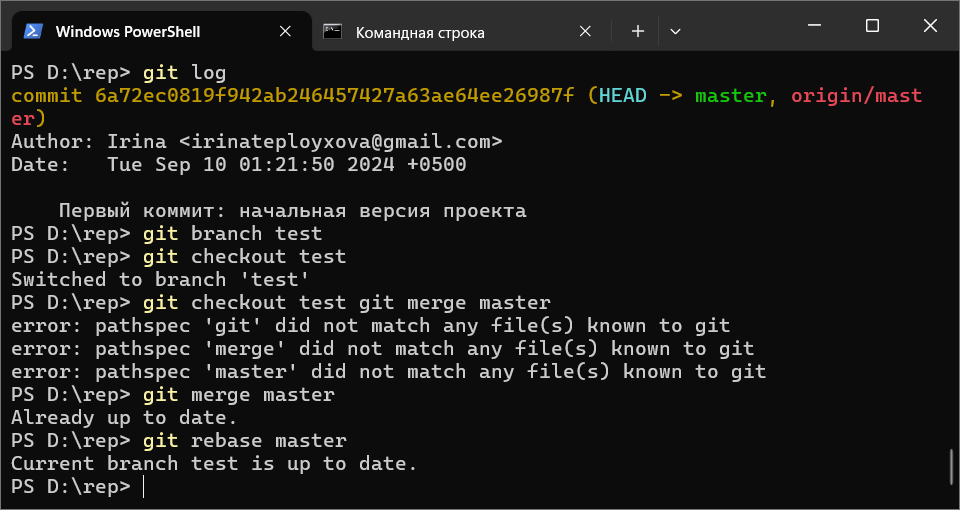 Windows PowerShell
Командная строка
PS D:\rep> git log
commit 6a72ec0819f942ab246457427a63ae64ee26987f (HEAD -> master, origin/mast
er)
Author: Irina <irinateployxova@gmail.com>
Date:   Tue Sep 10 01:21:50 2024 +0500
    Первый коммит: начальная версия проекта
PS D:\rep> git branch test
PS D:\rep> git checkout test
Switched to branch 'test'
PS D:\rep> git checkout test git merge master
error: pathspec 'git' did not match any file(s) known to git
error: pathspec 'merge' did not match any file(s) known to git
error: pathspec 'master' did not match any file(s) known to git
PS D:\rep> git merge master
Already up to date.
PS D:\rep> git rebase master
Current branch test is up to date.
PS D:\rep>